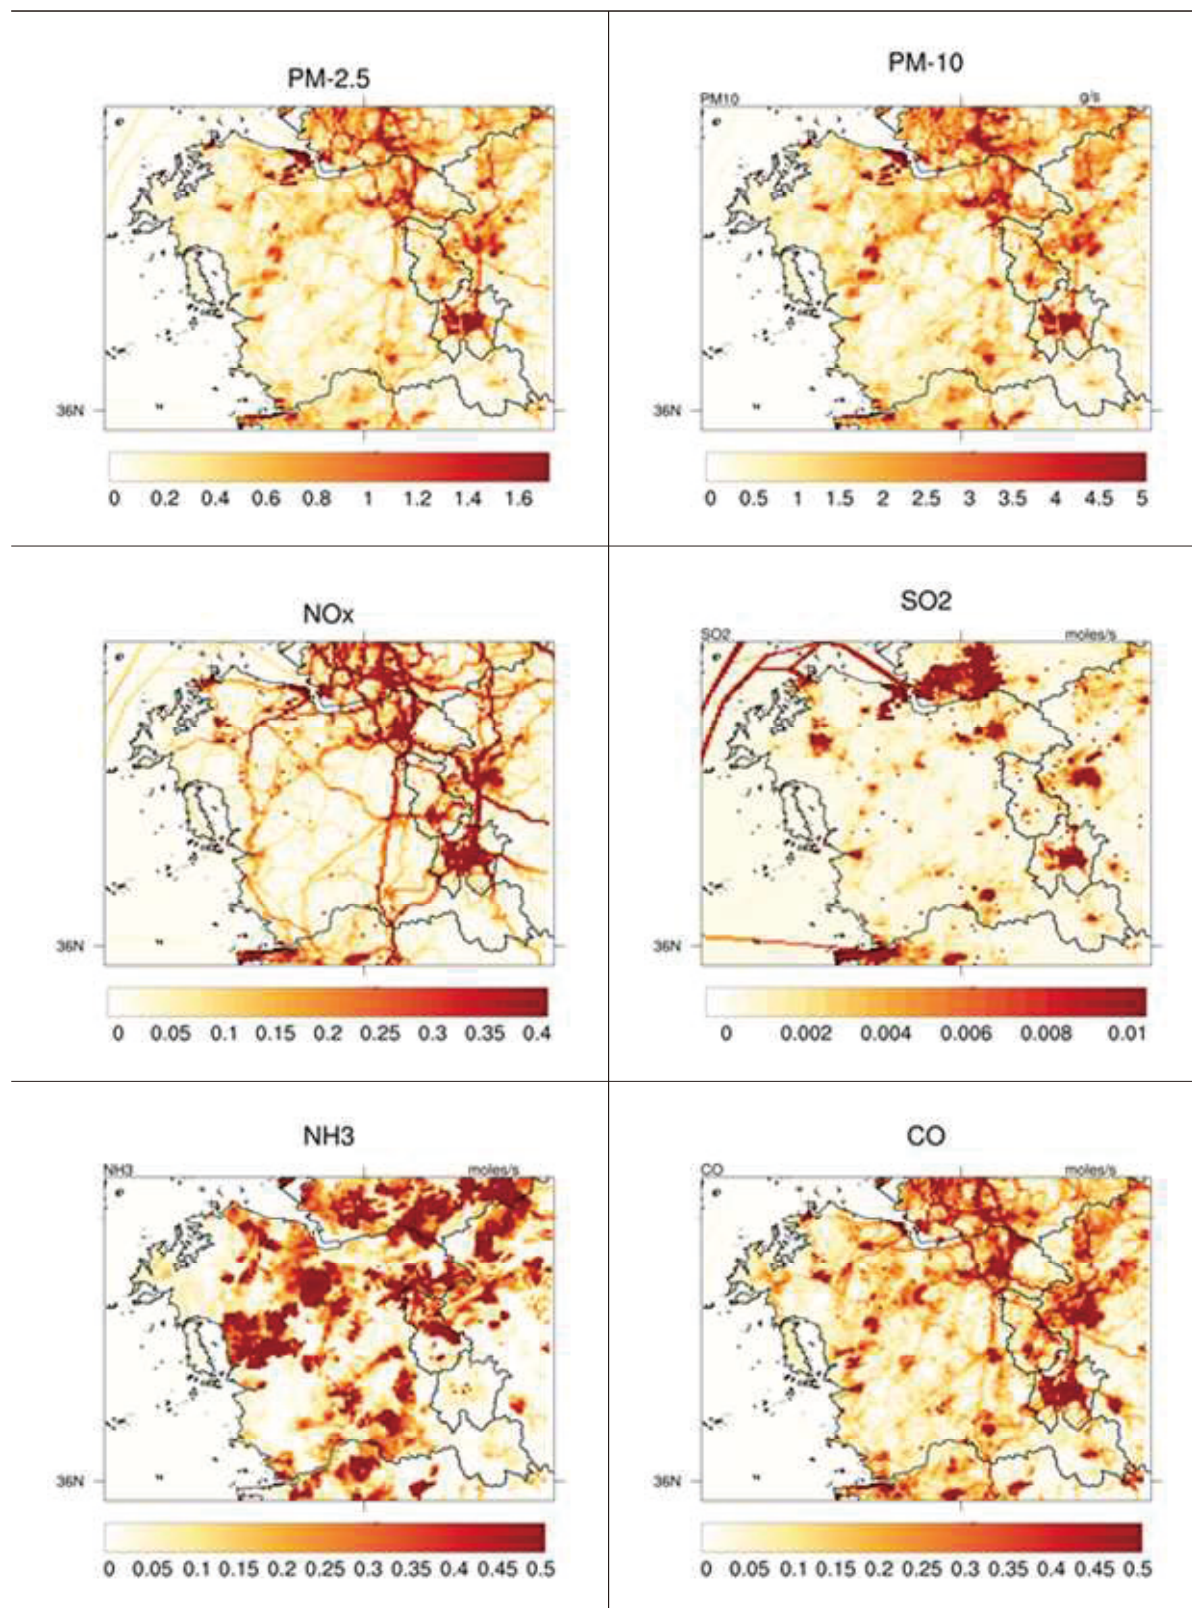 PM-2.5
36N
0 0.2 0.4 0.6 0.8 1 1.2 1.4 1.6
PM-10
PM10 g/s
36N
0 0.5 1 1.5 2 2.5 3 3.5 4 4.5 5
NOx
36N
0 0.05 0.1 0.15 0.2 0.25 0.3 0.35 0.4
SO2
SO2 moles/s
36N
0 0.002 0.004 0.006 0.008 0.01
NH3
NH3 moles/s
36N
0 0.05 0.1 0.15 0.2 0.25 0.3 0.35 0.4 0.45 0.5
CO
CO moles/s
36N
0 0.05 0.1 0.15 0.2 0.25 0.3 0.35 0.4 0.45 0.5